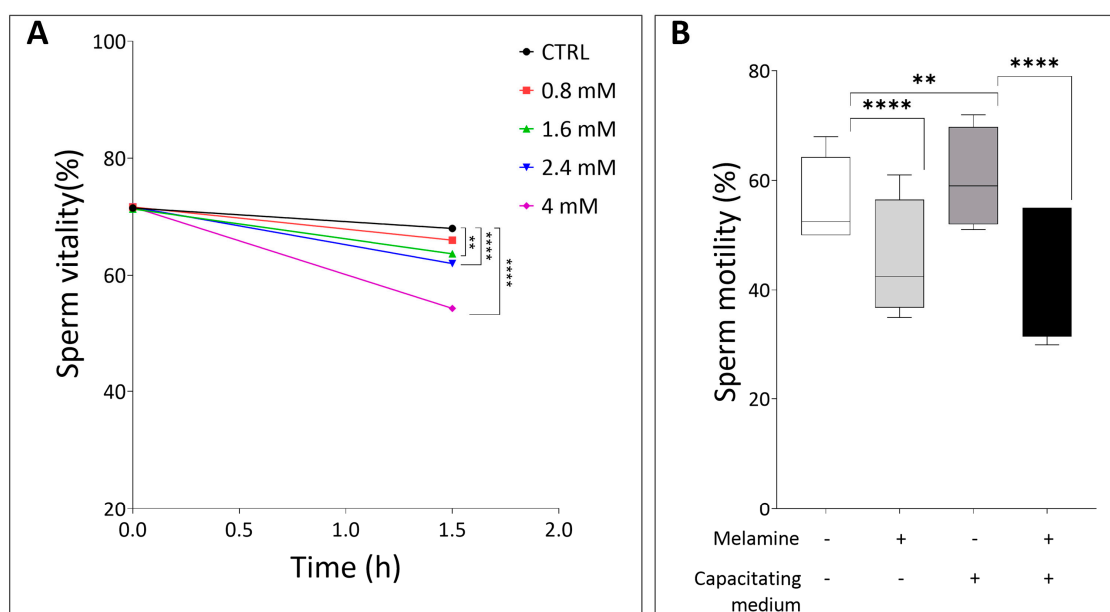 A
Sperm vitality(%)
100
80
60
40
20
0.0
0.5
1.0
1.5
2.0
Time (h)
CTRL
0.8 mM
1.6 mM
2.4 mM
4 mM
**
****
****
B
Sperm motility (%)
80
60
40
20
0
****
**
****
Melamine - + - +
Capacitating - - + +
medium